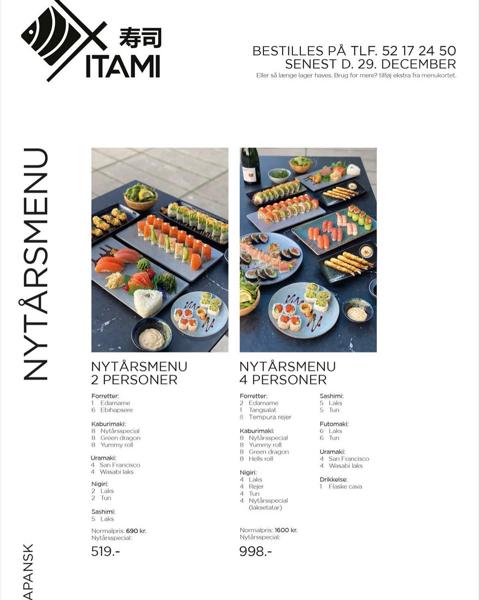 寿司
ITAMI
BESTILLES PÅ TLF. 52 17 24 50
SENEST D. 29. DECEMBER
Eller så længe lager haves. Brug for mere? tilføj ekstra fra menukortet.
NYTÅRSMENU
NYTÅRSMENU
2 PERSONER
Forretter:
1 Edamame
6 Ebihapsere
Kaburimaki:
8 Nytårsspecial
8 Green dragon
8 Yummy roll
Uramaki:
4 San Francisco
4 Wasabi laks
Nigiri:
2 Laks
2 Tun
Sashimi:
5 Laks
Normalpris: 690 kr.
Nytårsspecial:
519.-
NYTÅRSMENU
4 PERSONER
Forretter:
2 Edamame
1 Tangsalat
8 Tempura rejer
Kaburimaki:
8 Nytårsspecial
8 Yummy roll
8 Green dragon
8 Hells roll
Nigiri:
4 Laks
4 Rejer
4 Tun
4 Nytårsspecial
(laksetatar)
Sashimi:
5 Laks
5 Tun
Futomaki:
6 Laks
6 Tun
Uramaki:
4 San Francisco
4 Wasabi laks
Drikkelse:
1 Flaske cava
Normalpris: 1600 kr.
Nytårsspecial:
998.-
APANSK